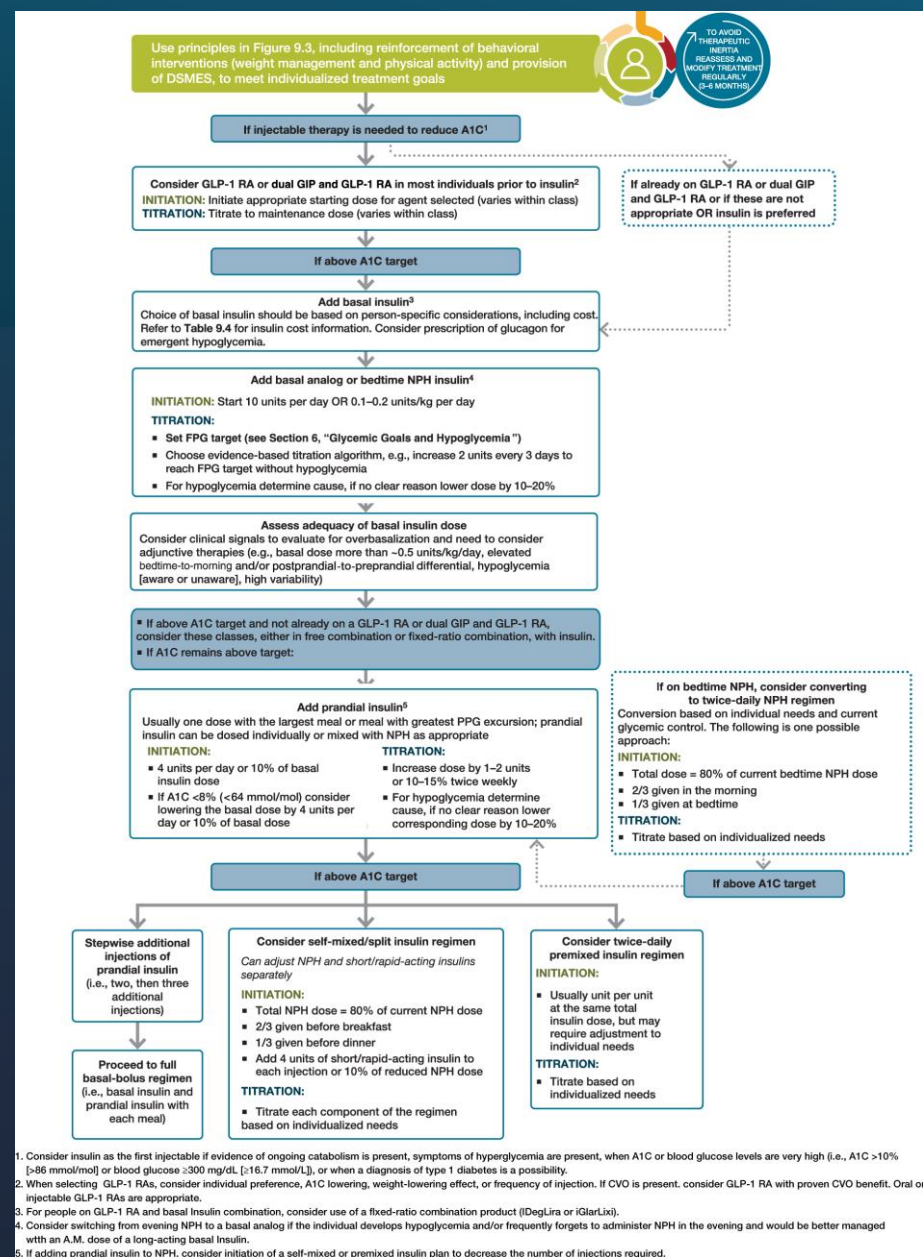 Use principles in Figure 9.3, including reinforcement of behavioral
interventions (weight management and physical activity) and provision
of DSMES, to meet individualized treatment goals
TO AVOID
THERAPEUTIC
INERTIA
REASSESS AND
MODIFY TREATMENT
REGULARLY
(3–6 MONTHS)
If injectable therapy is needed to reduce A1C1
Consider GLP-1 RA or dual GIP and GLP-1 RA in most individuals prior to insulin2
INITIATION: Initiate appropriate starting dose for agent selected (varies within class)
TITRATION: Titrate to maintenance dose (varies within class)
If already on GLP-1 RA or dual GIP
and GLP-1 RA or if these are not
appropriate OR insulin is preferred
If above A1C target
Add basal insulin3
Choice of basal insulin should be based on person-specific considerations, including cost.
Refer to Table 9.4 for insulin cost information. Consider prescription of glucagon for
emergent hypoglycemia.
Add basal analog or bedtime NPH insulin4
INITIATION: Start 10 units per day OR 0.1–0.2 units/kg per day
TITRATION:
▪ Set FPG target (see Section 6, “Glycemic Goals and Hypoglycemia”)
▪ Choose evidence-based titration algorithm, e.g., increase 2 units every 3 days to
reach FPG target without hypoglycemia
▪ For hypoglycemia determine cause, if no clear reason lower dose by 10–20%
Assess adequacy of basal insulin dose
Consider clinical signals to evaluate for overbasalization and need to consider
adjunctive therapies (e.g., basal dose more than ~0.5 units/kg/day, elevated
bedtime-to-morning and/or postprandial-to-preprandial differential, hypoglycemia
[aware or unaware], high variability)
▪ If above A1C target and not already on a GLP-1 RA or dual GIP and GLP-1 RA,
consider these classes, either in free combination or fixed-ratio combination, with insulin.
▪ If A1C remains above target:
Add prandial insulin5
Usually one dose with the largest meal or meal with greatest PPG excursion; prandial
insulin can be dosed individually or mixed with NPH as appropriate
INITIATION:
▪ 4 units per day or 10% of basal
insulin dose
▪ If A1C <8% (<64 mmol/mol) consider
lowering the basal dose by 4 units per
day or 10% of basal dose
TITRATION:
▪ Increase dose by 1–2 units
or 10–15% twice weekly
▪ For hypoglycemia determine
cause, if no clear reason lower
corresponding dose by 10–20%
If on bedtime NPH, consider converting
to twice-daily NPH regimen
Conversion based on individual needs and current
glycemic control. The following is one possible
approach:
INITIATION:
▪ Total dose = 80% of current bedtime NPH dose
▪ 2/3 given in the morning
▪ 1/3 given at bedtime
TITRATION:
▪ Titrate based on individualized needs
If above A1C target
If above A1C target
Stepwise additional
injections of
prandial insulin
(i.e., two, then three
additional
injections)
Proceed to full
basal-bolus regimen
(i.e., basal insulin and
prandial insulin with
each meal)
Consider self-mixed/split insulin regimen
Can adjust NPH and short/rapid-acting insulins
separately
INITIATION:
▪ Total NPH dose = 80% of current NPH dose
▪ 2/3 given before breakfast
▪ 1/3 given before dinner
▪ Add 4 units of short/rapid-acting insulin to
each injection or 10% of reduced NPH dose
TITRATION:
▪ Titrate each component of the regimen
based on individualized needs
Consider twice-daily
premixed insulin regimen
INITIATION:
▪ Usually unit per unit
at the same total
insulin dose, but may
require adjustment to
individual needs
TITRATION:
▪ Titrate based on
individualized needs
1. Consider insulin as the first injectable if evidence of ongoing catabolism is present, symptoms of hyperglycemia are present, when A1C or blood glucose levels are very high (i.e., A1C >10%
[>86 mmol/mol] or blood glucose ≥300 mg/dL [≥16.7 mmol/L]), or when a diagnosis of type 1 diabetes is a possibility.
2. When selecting GLP-1 RAs, consider individual preference, A1C lowering, weight-lowering effect, or frequency of injection. If CVO is present. consider GLP-1 RA with proven CVO benefit. Oral or
injectable GLP-1 RAs are appropriate.
3. For people on GLP-1 RA and basal Insulin combination, consider use of a fIxed-ratio combination product (IDegLira or iGlarLixi).
4. Consider switching from evening NPH to a basal analog if the individual develops hypoglycemia and/or frequently forgets to administer NPH in the evening and would be better managed
wtth an A.M. dose of a long-acting basal Insulin.
5. If adding prandial insulin to NPH, consider initiation of a self-mixed or premixed insulin plan to decrease the number of injections required.